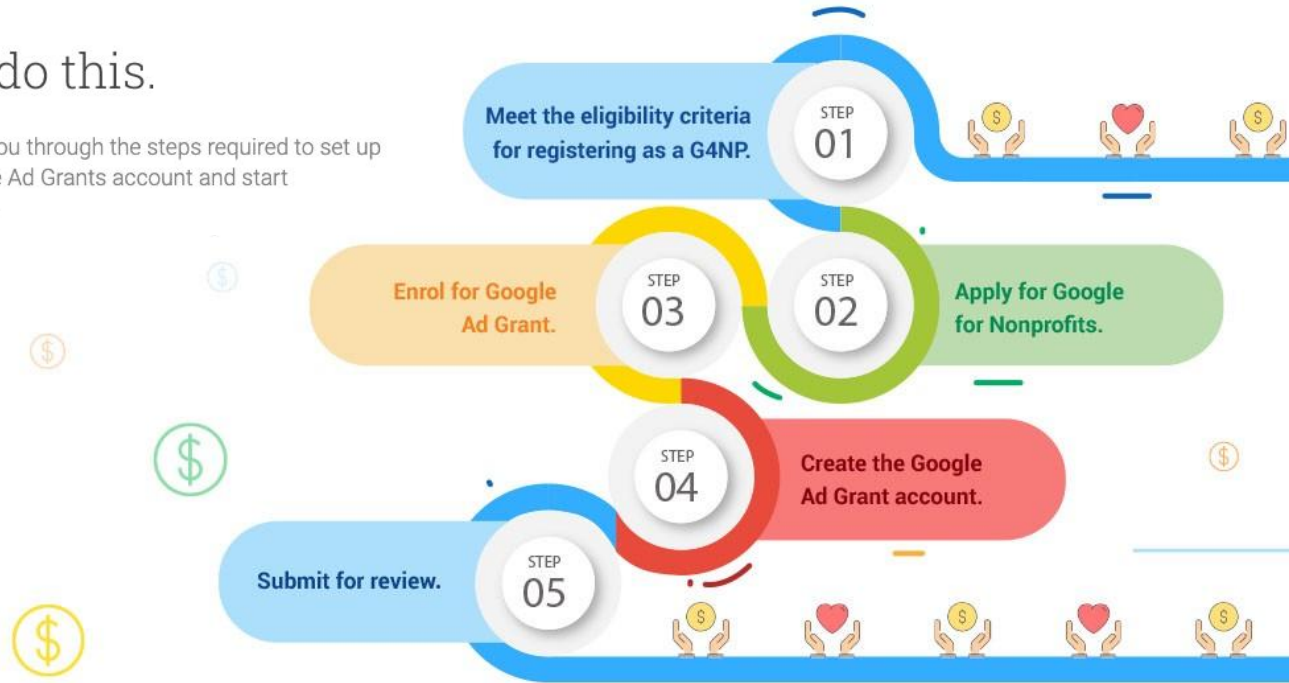 do this.
ou through the steps required to set up
Ad Grants account and start
Meet the eligibility criteria
for registering as a G4NP.
STEP
01
STEP
02
Apply for Google
for Nonprofits.
Enrol for Google
Ad Grant.
STEP
03
STEP
04
Create the Google
Ad Grant account.
Submit for review.
STEP
05